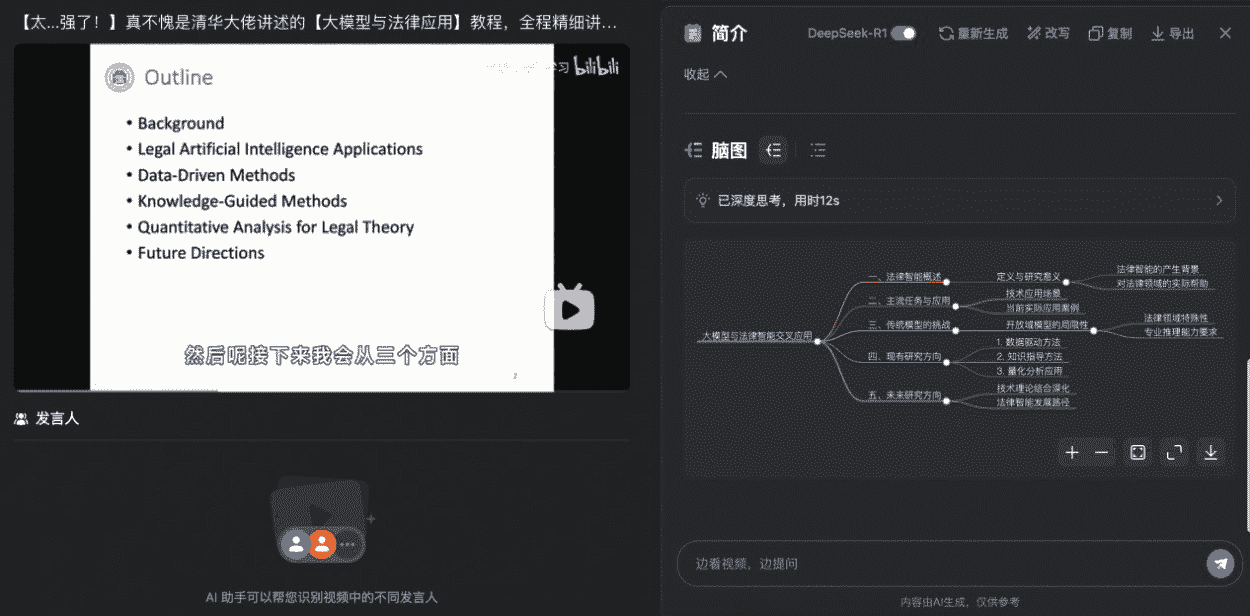 【太...强了！】真不愧是清华大佬讲述的【大模型与法律应用】教程，全程精细讲...
Outline
习 bilibili
• Background
• Legal Artificial Intelligence Applications
• Data-Driven Methods
• Knowledge-Guided Methods
• Quantitative Analysis for Legal Theory
• Future Directions
然后呢接下来我会从三个方面
2
发言人
AI 助手可以帮您识别视频中的不同发言人
简介
DeepSeek-R1
重新生成
改写
复制
导出
收起
脑图
已深度思考，用时12s
大模型与法律智能交叉应用
一、法律智能概述
定义与研究意义
法律智能的产生背景
对法律领域的实际帮助
二、主流任务与应用
技术应用场景
当前实际应用案例
三、传统模型的挑战
开放域模型的局限性
法律领域特殊性
专业推理能力要求
四、现有研究方向
1. 数据驱动方法
2. 知识指导方法
3. 量化分析应用
五、未来研究方向
技术理论结合深化
法律智能发展路径
边看视频，边提问
内容由AI生成，仅供参考